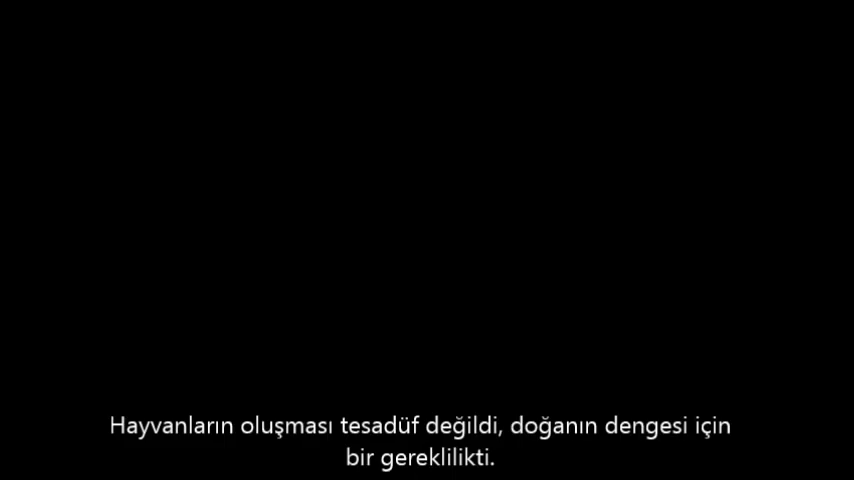 Hayvanların oluşması tesadüf değildi, doğanın dengesi için
bir gereklilikti.